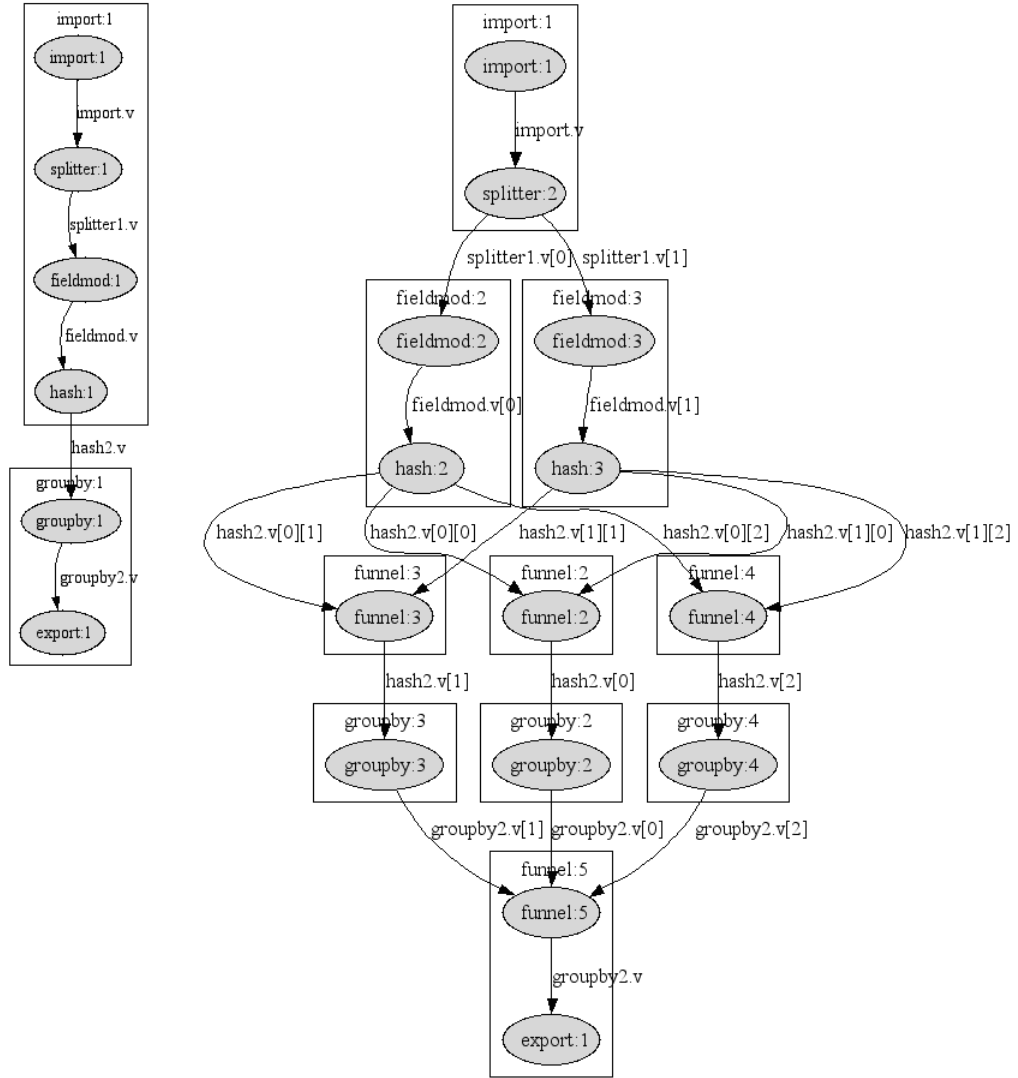 import:1
import:1
import.v
splitter:1
splitter1.v
fieldmod:1
fieldmod.v
hash:1
hash2.v
groupby:1
groupby:1
groupby2.v
export:1
import:1
import:1
import.v
splitter:2
splitter1.v[0] splitter1.v[1]
fieldmod:2 fieldmod:3
fieldmod:2 fieldmod:3
fieldmod.v[0] fieldmod.v[1]
hash:2 hash:3
hash2.v[0][1] hash2.v[0][0] hash2.v[1][1] hash2.v[0][2] hash2.v[1][0] hash2.v[1][2]
funnel:3 funnel:2 funnel:4
funnel:3 funnel:2 funnel:4
hash2.v[1] hash2.v[0] hash2.v[2]
groupby:3 groupby:2 groupby:4
groupby:3 groupby:2 groupby:4
groupby2.v[1] groupby2.v[0] groupby2.v[2]
funnel:5
funnel:5
groupby2.v
export:1